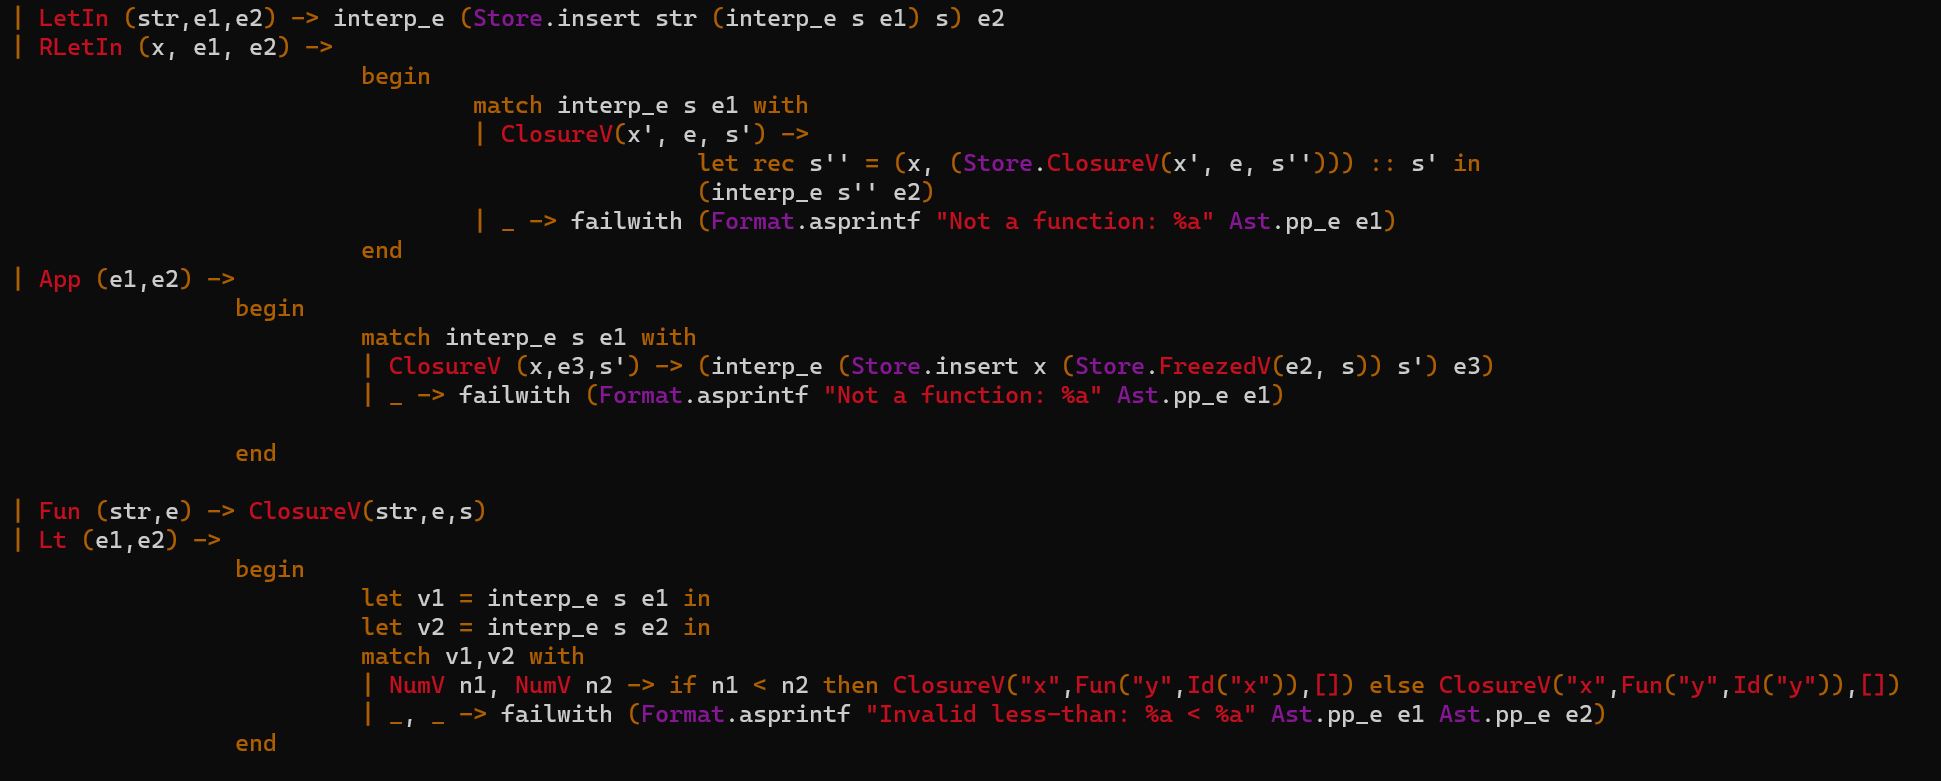 | LetIn (str,e1,e2) -> interp_e (Store.insert str (interp_e s e1) s) e2
| RLetIn (x, e1, e2) ->
begin
match interp_e s e1 with
| ClosureV(x', e, s') ->
let rec s'' = (x, (Store.ClosureV(x', e, s''))) :: s' in
(interp_e s'' e2)
| _ -> failwith (Format.asprintf "Not a function: %a" Ast.pp_e e1)
end
| App (e1,e2) ->
begin
match interp_e s e1 with
| ClosureV (x,e3,s') -> (interp_e (Store.insert x (Store.FreezedV(e2, s)) s') e3)
| _ -> failwith (Format.asprintf "Not a function: %a" Ast.pp_e e1)
end
| Fun (str,e) -> ClosureV(str,e,s)
| Lt (e1,e2) ->
begin
let v1 = interp_e s e1 in
let v2 = interp_e s e2 in
match v1,v2 with
| NumV n1, NumV n2 -> if n1 < n2 then ClosureV("x",Fun("y",Id("x")),[]) else ClosureV("x",Fun("y",Id("y")),[])
| _, _ -> failwith (Format.asprintf "Invalid less-than: %a < %a" Ast.pp_e e1 Ast.pp_e e2)
end